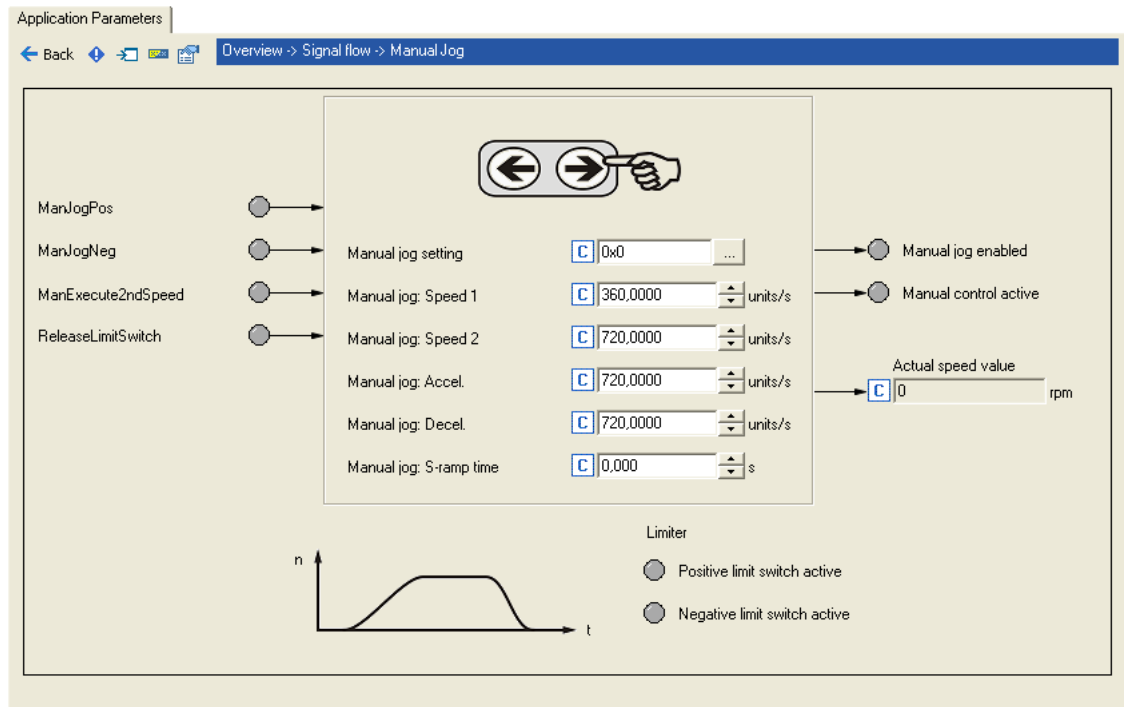 Application Parameters
Back
Overview -> Signal flow -> Manual Jog
ManJogPos
ManJogNeg
ManExecute2ndSpeed
ReleaseLimitSwitch
Manual jog setting C 0x0 ...
Manual jog: Speed 1 C 360,0000 units/s
Manual jog: Speed 2 C 720,0000 units/s
Manual jog: Accel. C 720,0000 units/s
Manual jog: Decel. C 720,0000 units/s
Manual jog: S-ramp time C 0,000 s
Manual jog enabled
Manual control active
Actual speed value
C 0 rpm
n
t
Limiter
Positive limit switch active
Negative limit switch active